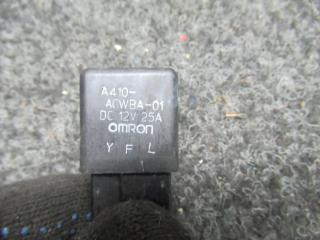 A410-
ACWBA-01
DC 12V 25A
OMRON
Y F L